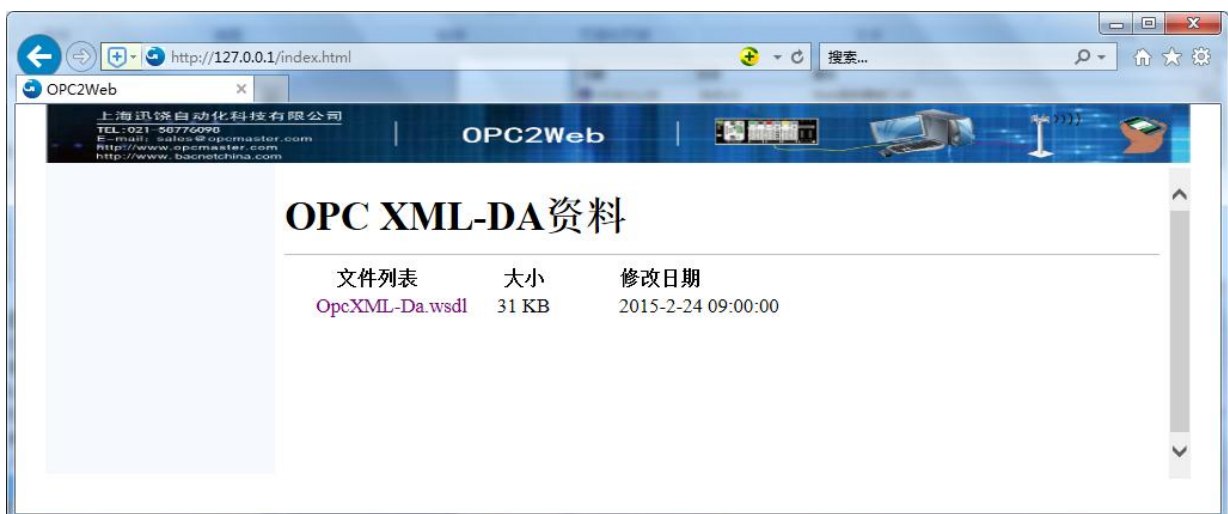 http://127.0.0.1/index.html
搜索...
OPC2Web
上海迅饶自动化科技有限公司
TEL:021-58776098
E-mail: sales@opcmaster.com
http://www.opcmaster.com
http://www.bacnetchina.com
OPC2Web
OPC XML-DA资料
文件列表 大小 修改日期
OpcXML-Da.wsdl 31 KB 2015-2-24 09:00:00